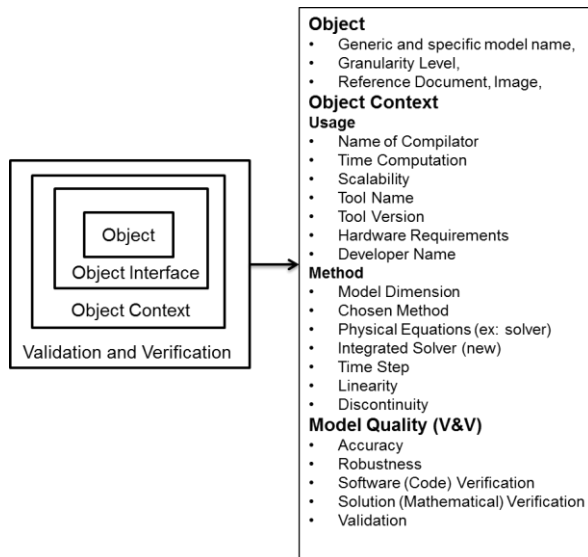 Object
Object Interface
Object Context
Validation and Verification
Object
• Generic and specific model name,
• Granularity Level,
• Reference Document, Image,
Object Context
Usage
• Name of Compilator
• Time Computation
• Scalability
• Tool Name
• Tool Version
• Hardware Requirements
• Developer Name
Method
• Model Dimension
• Chosen Method
• Physical Equations (ex: solver)
• Integrated Solver (new)
• Time Step
• Linearity
• Discontinuity
Model Quality (V&V)
• Accuracy
• Robustness
• Software (Code) Verification
• Solution (Mathematical) Verification
• Validation